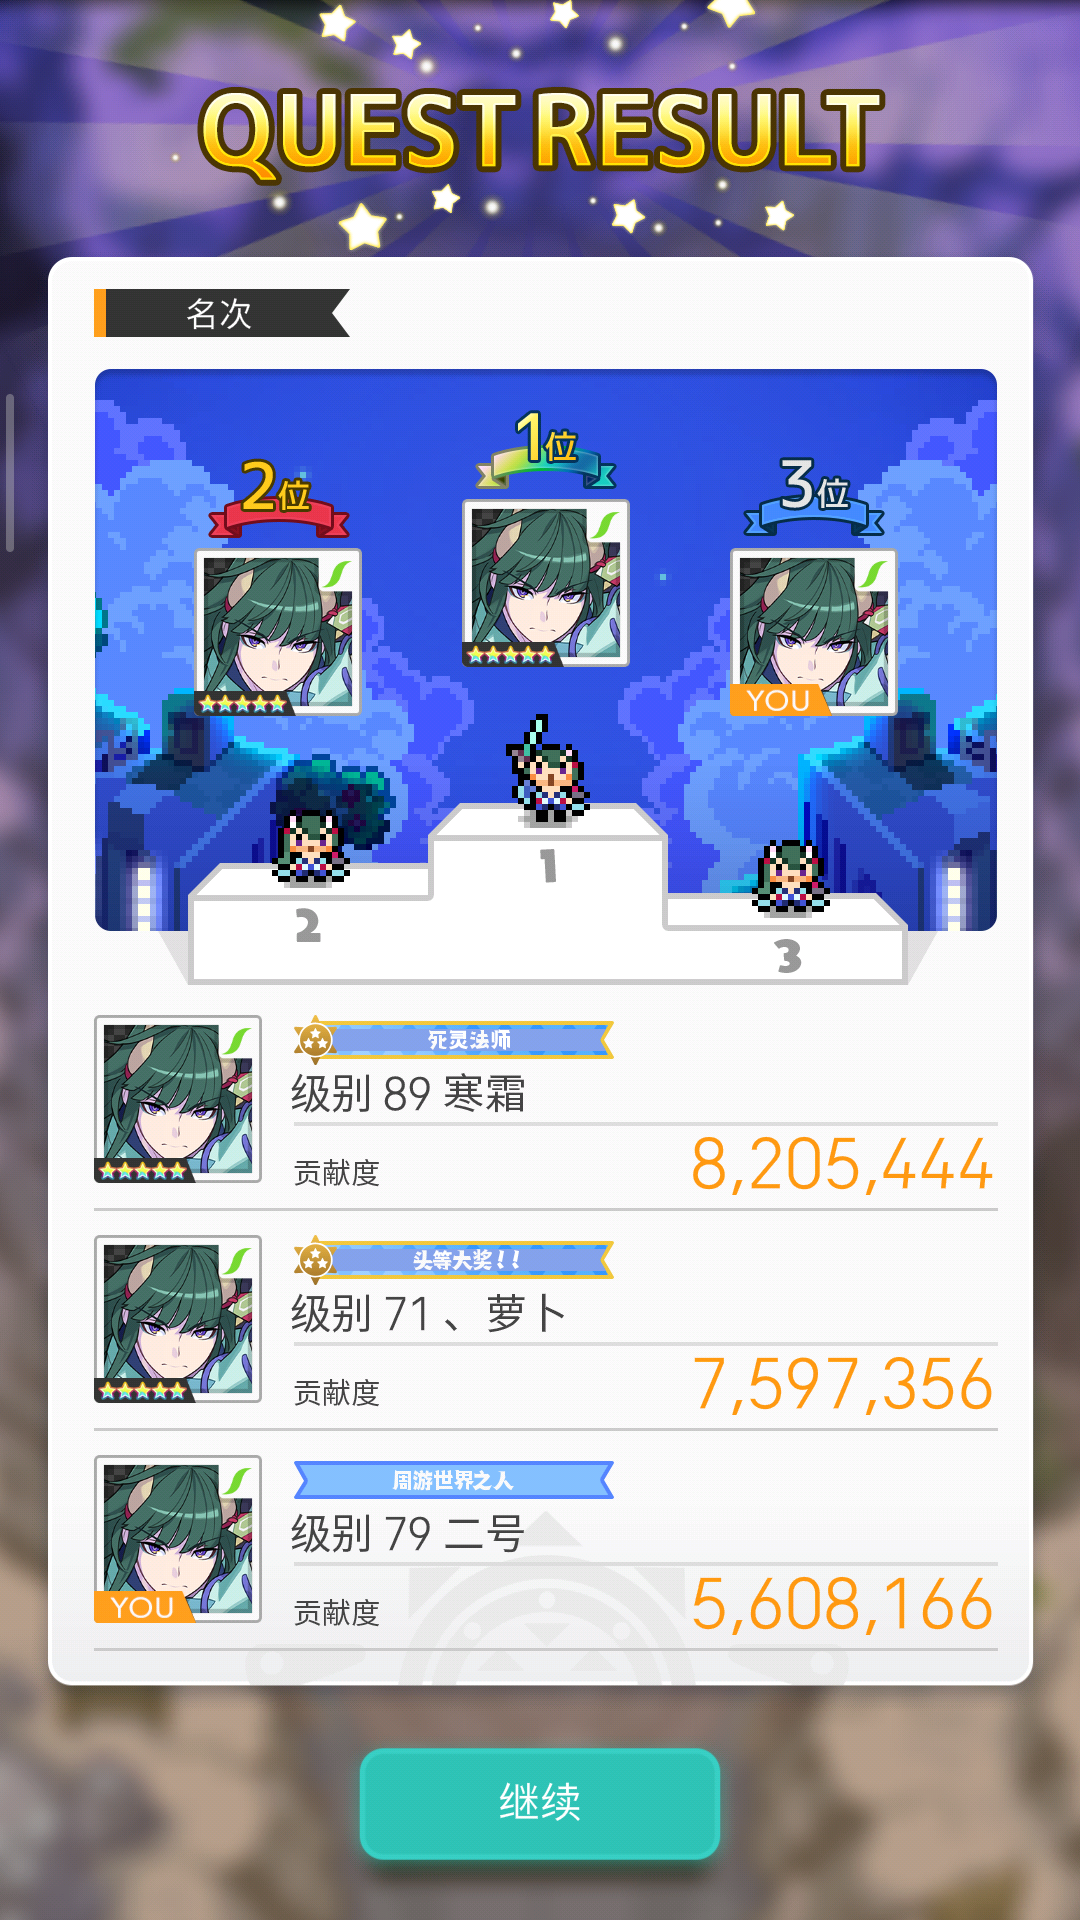 QUEST RESULT
名次
1位
2位
3位
YOU
1
2
3
死灵法师
级别 89 寒霜
贡献度
8,205,444
头等大奖!!
级别 71 、萝卜
贡献度
7,597,356
周游世界之人
级别 79 二号
YOU
贡献度
5,608,166
继续